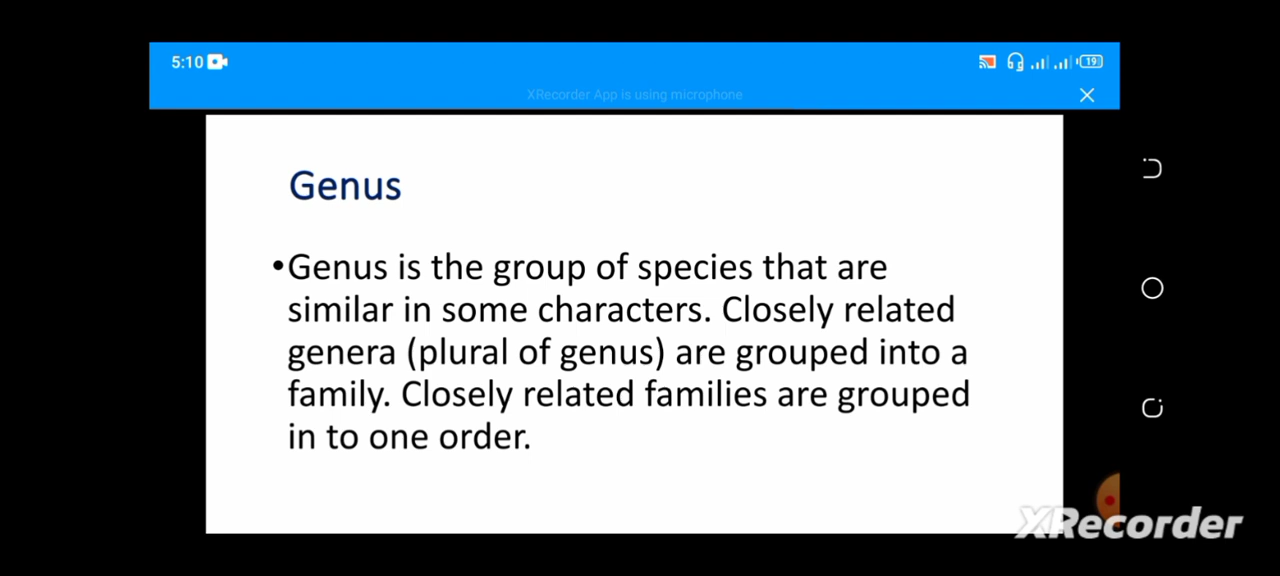 5:10
19
XRecorder App is using microphone
Genus
•Genus is the group of species that are
similar in some characters. Closely related
genera (plural of genus) are grouped into a
family. Closely related families are grouped
in to one order.
XRecorder